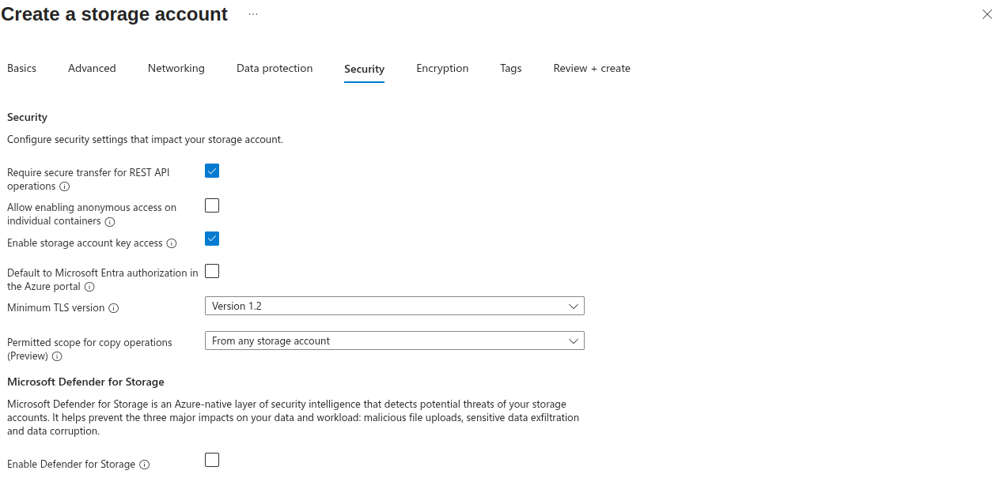 Create a storage account ...
Basics Advanced Networking Data protection Security Encryption Tags Review + create
Security
Configure security settings that impact your storage account.
Require secure transfer for REST API
operations
Allow enabling anonymous access on
individual containers
Enable storage account key access
Default to Microsoft Entra authorization in
the Azure portal
Minimum TLS version
Version 1.2
Permitted scope for copy operations
(Preview)
From any storage account
Microsoft Defender for Storage
Microsoft Defender for Storage is an Azure-native layer of security intelligence that detects potential threats of your storage
accounts. It helps prevent the three major impacts on your data and workload: malicious file uploads, sensitive data exfiltration
and data corruption.
Enable Defender for Storage